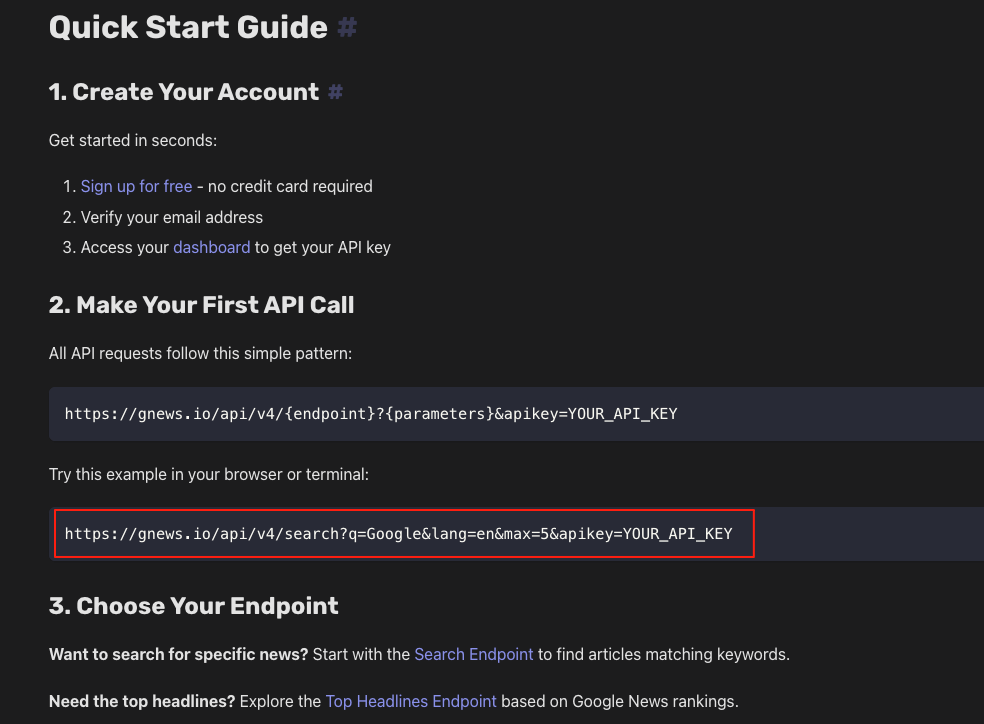 Quick Start Guide #
1. Create Your Account #
Get started in seconds:
1. Sign up for free - no credit card required
2. Verify your email address
3. Access your dashboard to get your API key
2. Make Your First API Call
All API requests follow this simple pattern:
https://gnews.io/api/v4/{endpoint}?{parameters}&apikey=YOUR_API_KEY
Try this example in your browser or terminal:
https://gnews.io/api/v4/search?q=Google&lang=en&max=5&apikey=YOUR_API_KEY
3. Choose Your Endpoint
Want to search for specific news? Start with the Search Endpoint to find articles matching keywords.
Need the top headlines? Explore the Top Headlines Endpoint based on Google News rankings.